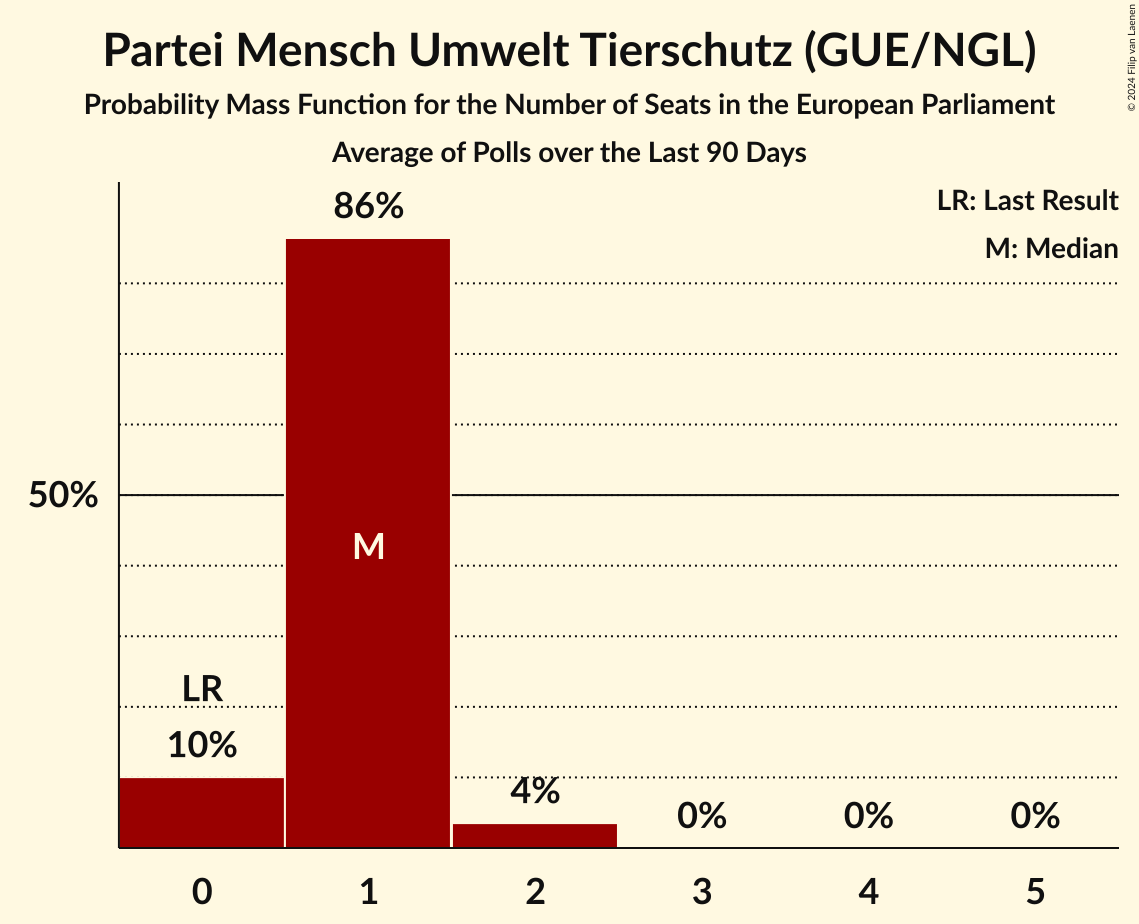 Partei Mensch Umwelt Tierschutz (GUE/NGL)
Probability Mass Function for the Number of Seats in the European Parliament
Average of Polls over the Last 90 Days
© 2024 Filip van Laenen
LR: Last Result
M: Median
86%
50%
M
LR
10%
4%
0%
0%
0%
0
1
2
3
4
5